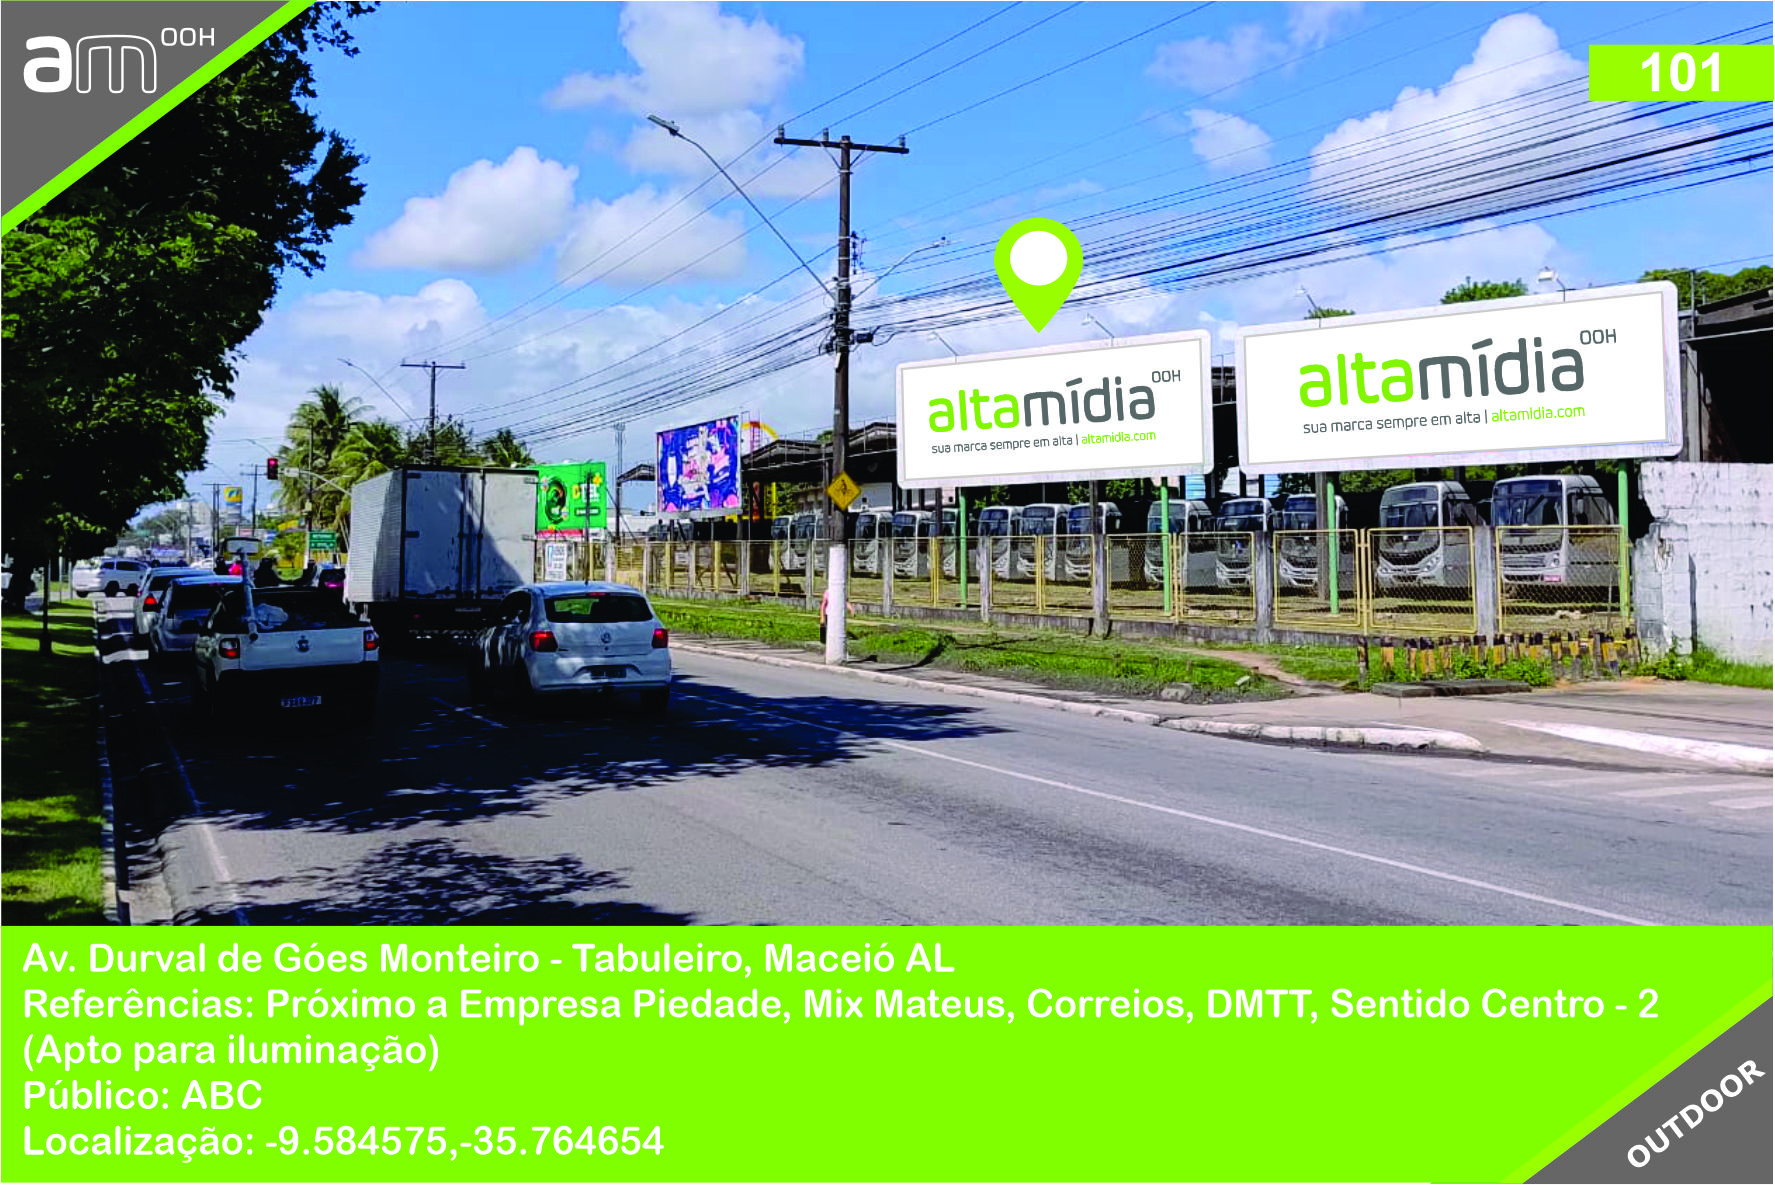 am OOH
101
altamídia OOH
sua marca sempre em alta | altamidia.com
altamídia OOH
sua marca sempre em alta | altamidia.com
Av. Durval de Góes Monteiro - Tabuleiro, Maceió AL
Referências: Próximo a Empresa Piedade, Mix Mateus, Correios, DMTT, Sentido Centro - 2
(Apto para iluminação)
Público: ABC
Localização: -9.584575,-35.764654
OUTDOOR